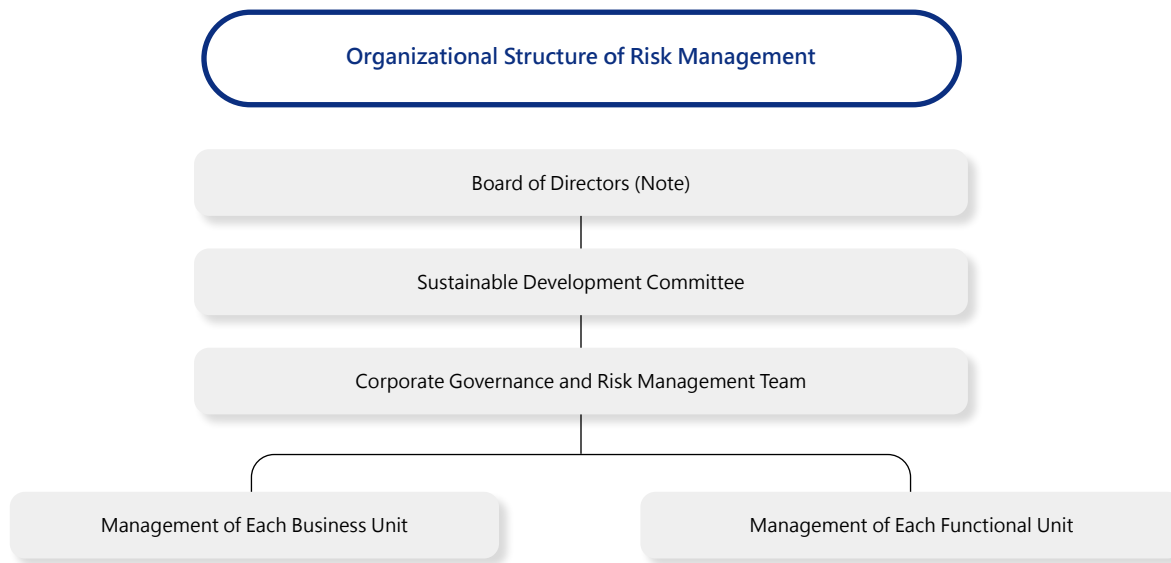 Organizational Structure of Risk Management
Board of Directors (Note)
Sustainable Development Committee
Corporate Governance and Risk Management Team
Management of Each Business Unit
Management of Each Functional Unit